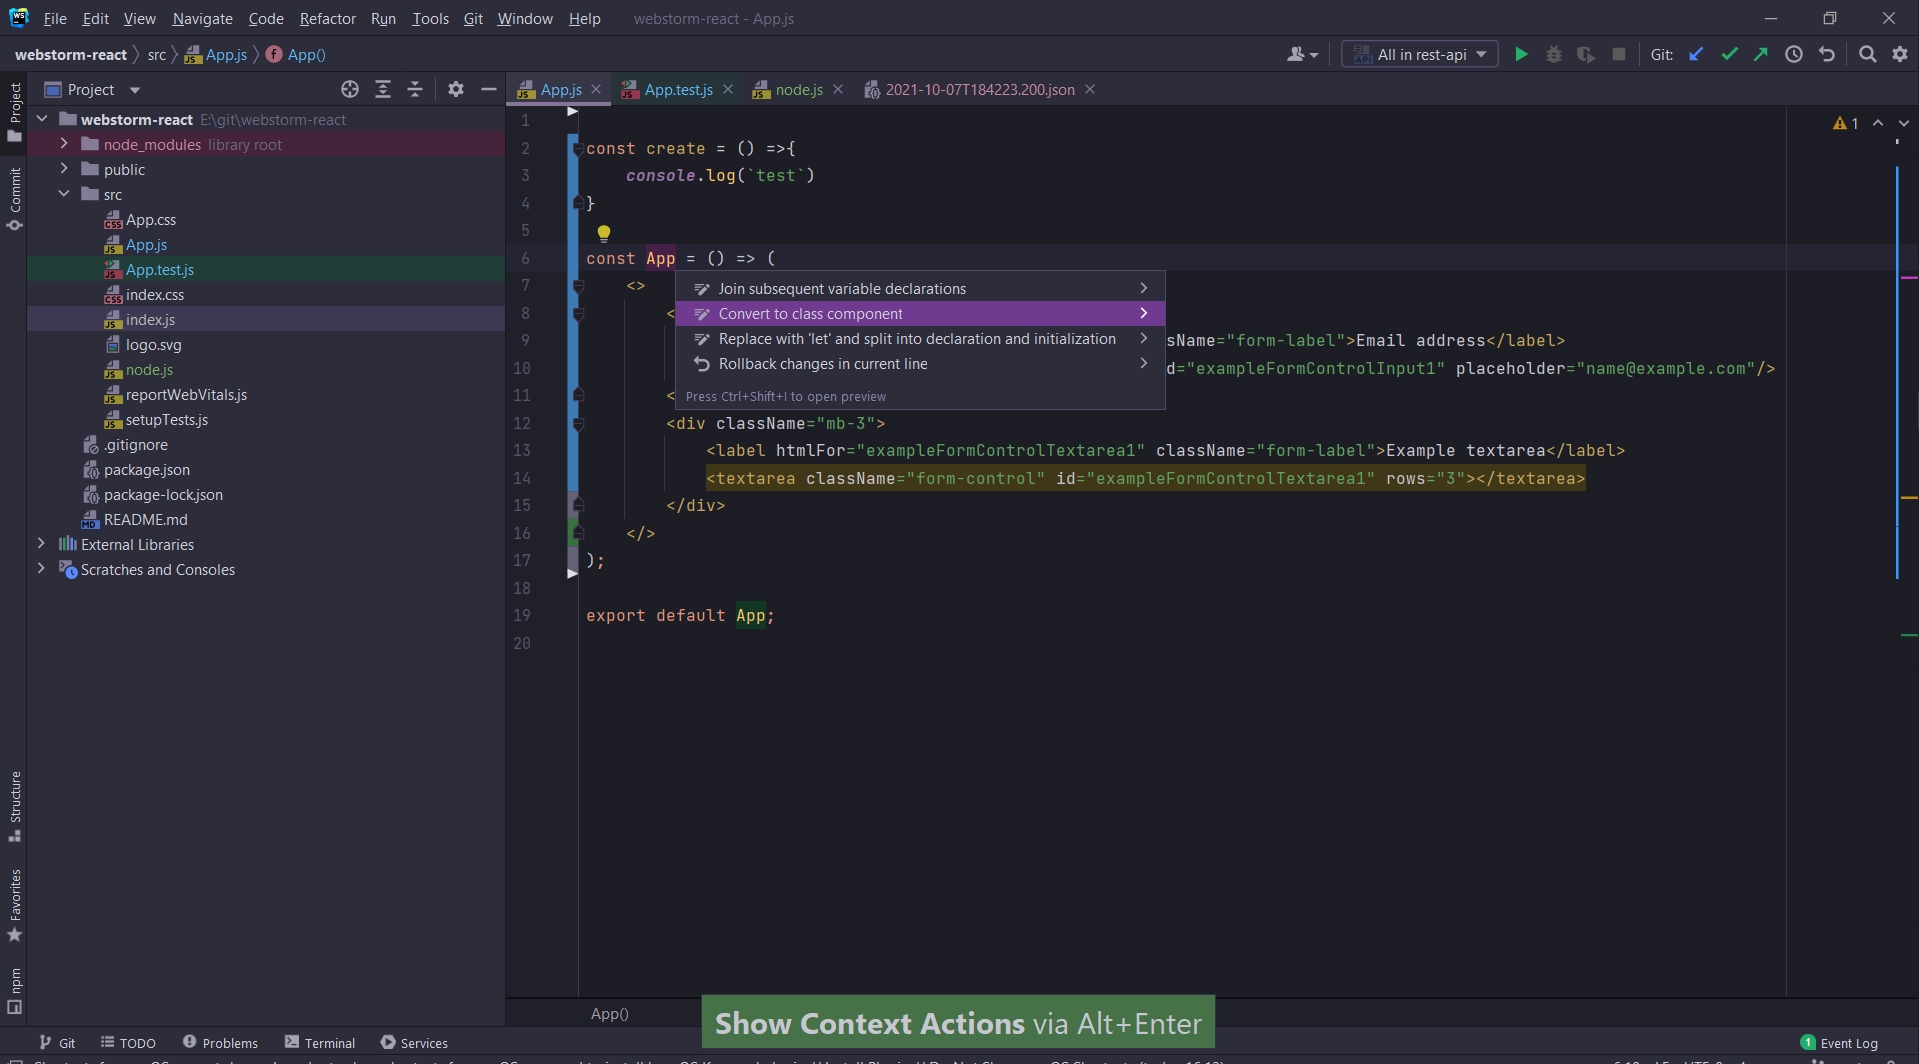 File Edit View Navigate Code Refactor Run Tools Git Window Help webstorm-react - App.js
webstorm-react src App.js App()
All in rest-api Git:
Project
App.js App.test.js node.js 2021-10-07T184223.200.json
Project
Commit
Structure
Favorites
npm
webstorm-react E:\git\webstorm-react
node_modules library root
public
src
App.css
App.js
App.test.js
index.css
index.js
logo.svg
node.js
reportWebVitals.js
setupTests.js
.gitignore
package.json
package-lock.json
README.md
External Libraries
Scratches and Consoles
1
1
2 const create = () =>{
3 console.log(`test`)
4 }
5
6 const App = () => (
7 <>
8 <
9 sName="form-label">Email address</label>
10 d="exampleFormControlInput1" placeholder="name@example.com"/>
11 <
12 <div className="mb-3">
13 <label htmlFor="exampleFormControlTextarea1" className="form-label">Example textarea</label>
14 <textarea className="form-control" id="exampleFormControlTextarea1" rows="3"></textarea>
15 </div>
16 </>
17 );
18
19 export default App;
20
Join subsequent variable declarations
Convert to class component
Replace with 'let' and split into declaration and initialization
Rollback changes in current line
Press Ctrl+Shift+I to open preview
App()
Show Context Actions via Alt+Enter
Git TODO Problems Terminal Services
1 Event Log